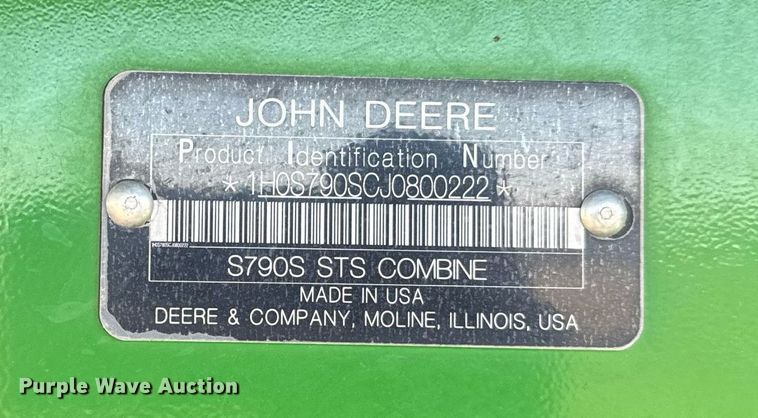 JOHN DEERE
Product Identification Number
*1H0S790SCJ0800222*
S790S STS COMBINE
MADE IN USA
DEERE & COMPANY, MOLINE, ILLINOIS, USA
Purple Wave Auction